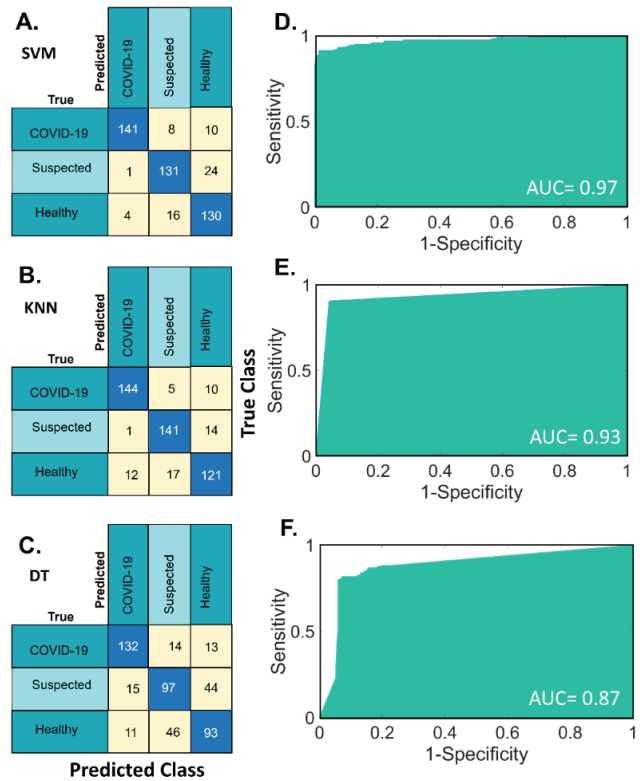 A.
SVM
Predicted
COVID-19
Suspected
Healthy
True
COVID-19 141 8 10
Suspected 1 131 24
Healthy 4 16 130
D.
Sensitivity
1
0.5
0
0 0.2 0.4 0.6 0.8 1
AUC= 0.97
1-Specificity
B.
KNN
Predicted
COVID-19
Suspected
Healthy
True
COVID-19 144 5 10
Suspected 1 141 14
Healthy 12 17 121
True Class
E.
Sensitivity
1
0.5
0
0 0.2 0.4 0.6 0.8 1
AUC= 0.93
1-Specificity
C.
DT
Predicted
COVID-19
Suspected
Healthy
True
COVID-19 132 14 13
Suspected 15 97 44
Healthy 11 46 93
Predicted Class
F.
Sensitivity
1
0.5
0
0 0.2 0.4 0.6 0.8 1
AUC= 0.87
1-Specificity